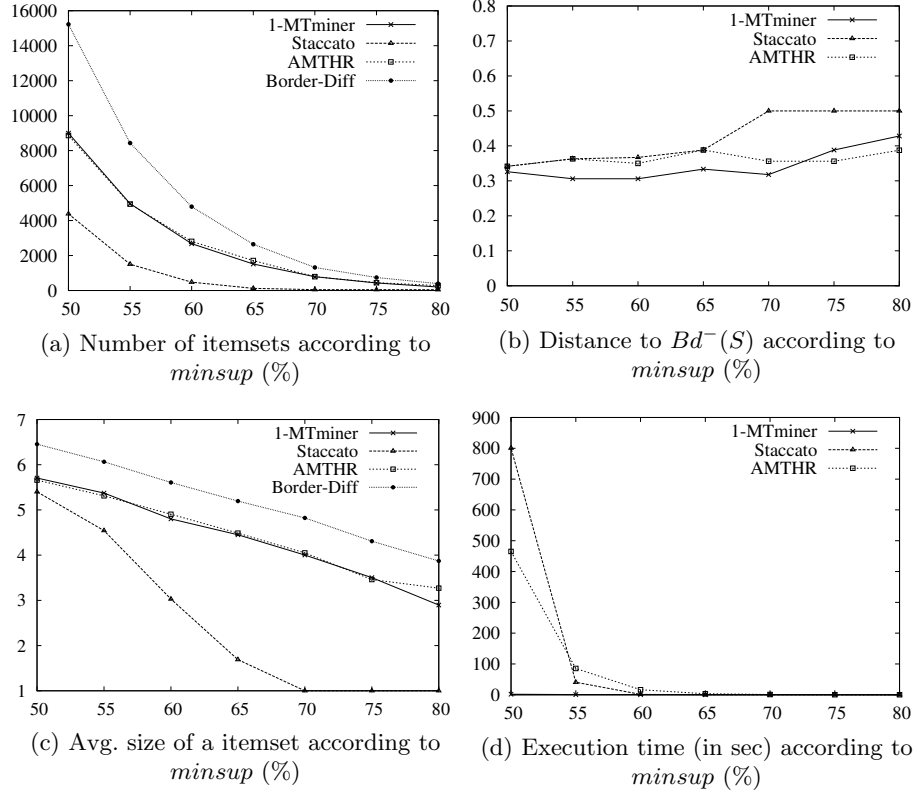 16000
14000
12000
10000
8000
6000
4000
2000
0
50 55 60 65 70 75 80
1-MTminer
Staccato
AMTHR
Border-Diff
(a) Number of itemsets according to
minsup (%)
0.8
0.7
0.6
0.5
0.4
0.3
0.2
0.1
0
50 55 60 65 70 75 80
1-MTminer
Staccato
AMTHR
(b) Distance to Bd⁻(S) according to
minsup (%)
7
6
5
4
3
2
1
50 55 60 65 70 75 80
1-MTminer
Staccato
AMTHR
Border-Diff
(c) Avg. size of a itemset according to
minsup (%)
900
800
700
600
500
400
300
200
100
0
50 55 60 65 70 75 80
1-MTminer
Staccato
AMTHR
(d) Execution time (in sec) according to
minsup (%)